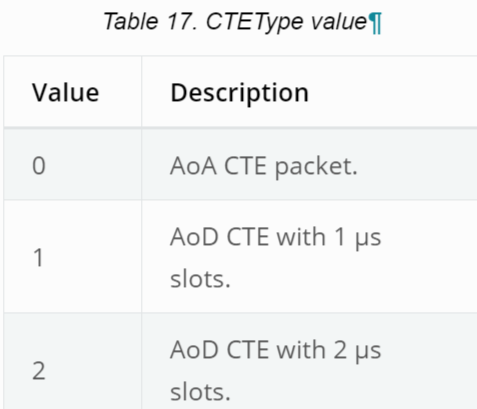 Table 17. CTEType value¶
Value Description
0 AoA CTE packet.
1 AoD CTE with 1 µs
slots.
2 AoD CTE with 2 µs
slots.